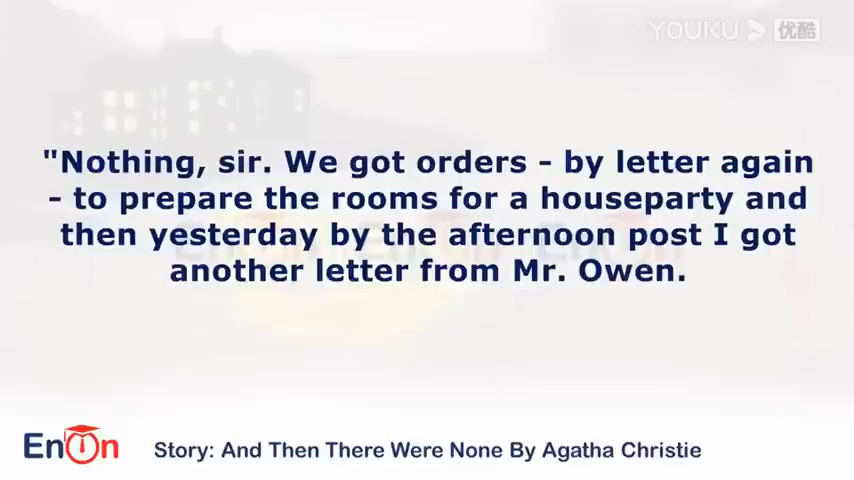 YOUKU 优酷
"Nothing, sir. We got orders - by letter again
- to prepare the rooms for a houseparty and
then yesterday by the afternoon post I got
another letter from Mr. Owen.
EnOn
Story: And Then There Were None By Agatha Christie